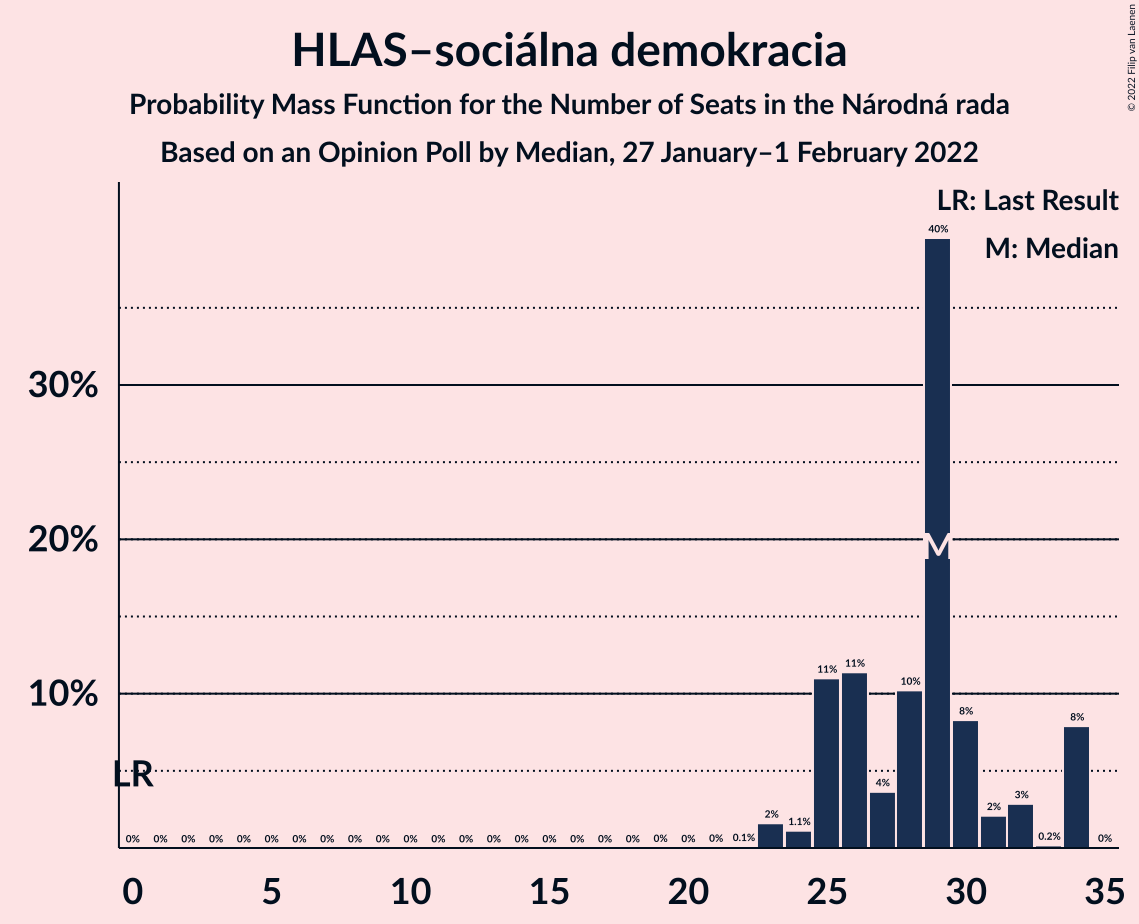 HLAS–sociálna demokracia
Probability Mass Function for the Number of Seats in the Národná rada
Based on an Opinion Poll by Median, 27 January–1 February 2022
© 2022 Filip van Laenen
LR: Last Result
M: Median
30%
20%
10%
LR
M
0% 0% 0% 0% 0% 0% 0% 0% 0% 0% 0% 0% 0% 0% 0% 0% 0% 0% 0% 0% 0% 0% 0.1% 2% 1.1% 11% 11% 4% 10% 40% 8% 2% 3% 0.2% 8% 0%
0 5 10 15 20 25 30 35